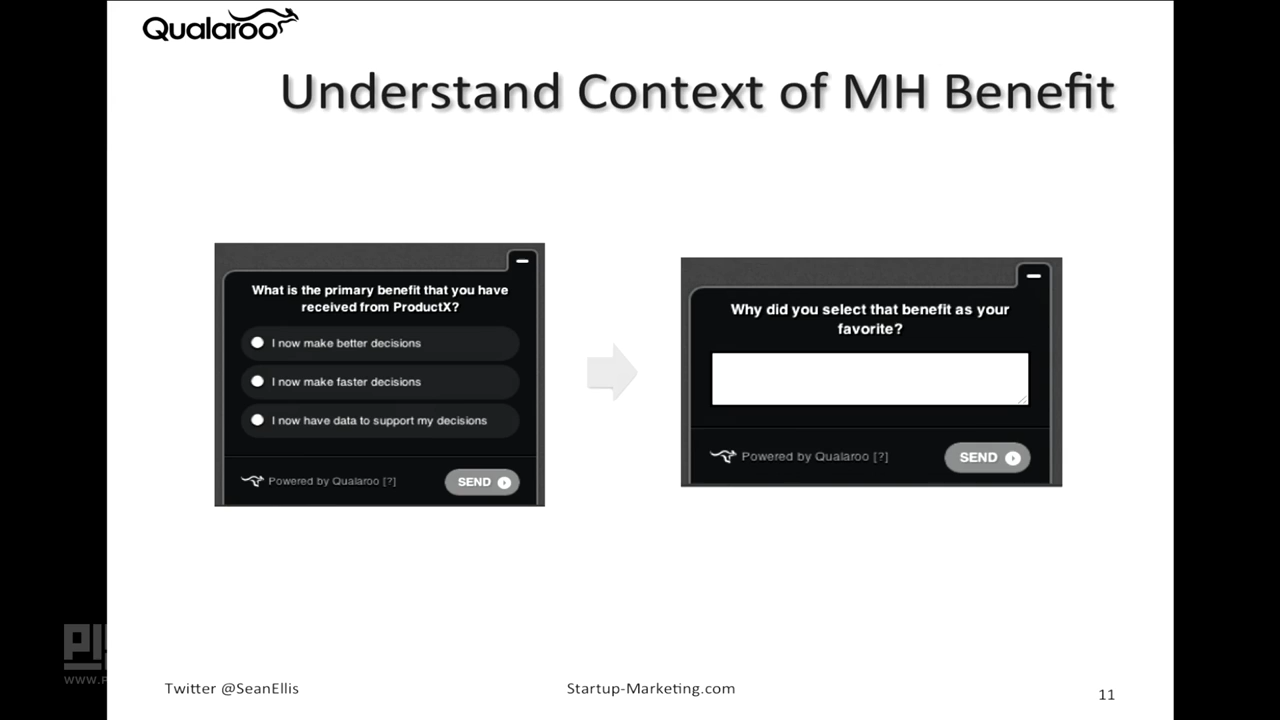 Qualaroo
Understand Context of MH Benefit
What is the primary benefit that you have
received from ProductX?
I now make better decisions
I now make faster decisions
I now have data to support my decisions
Powered by Qualaroo [?]
SEND
Why did you select that benefit as your
favorite?
Powered by Qualaroo [?]
SEND
Twitter @SeanEllis
Startup-Marketing.com
11